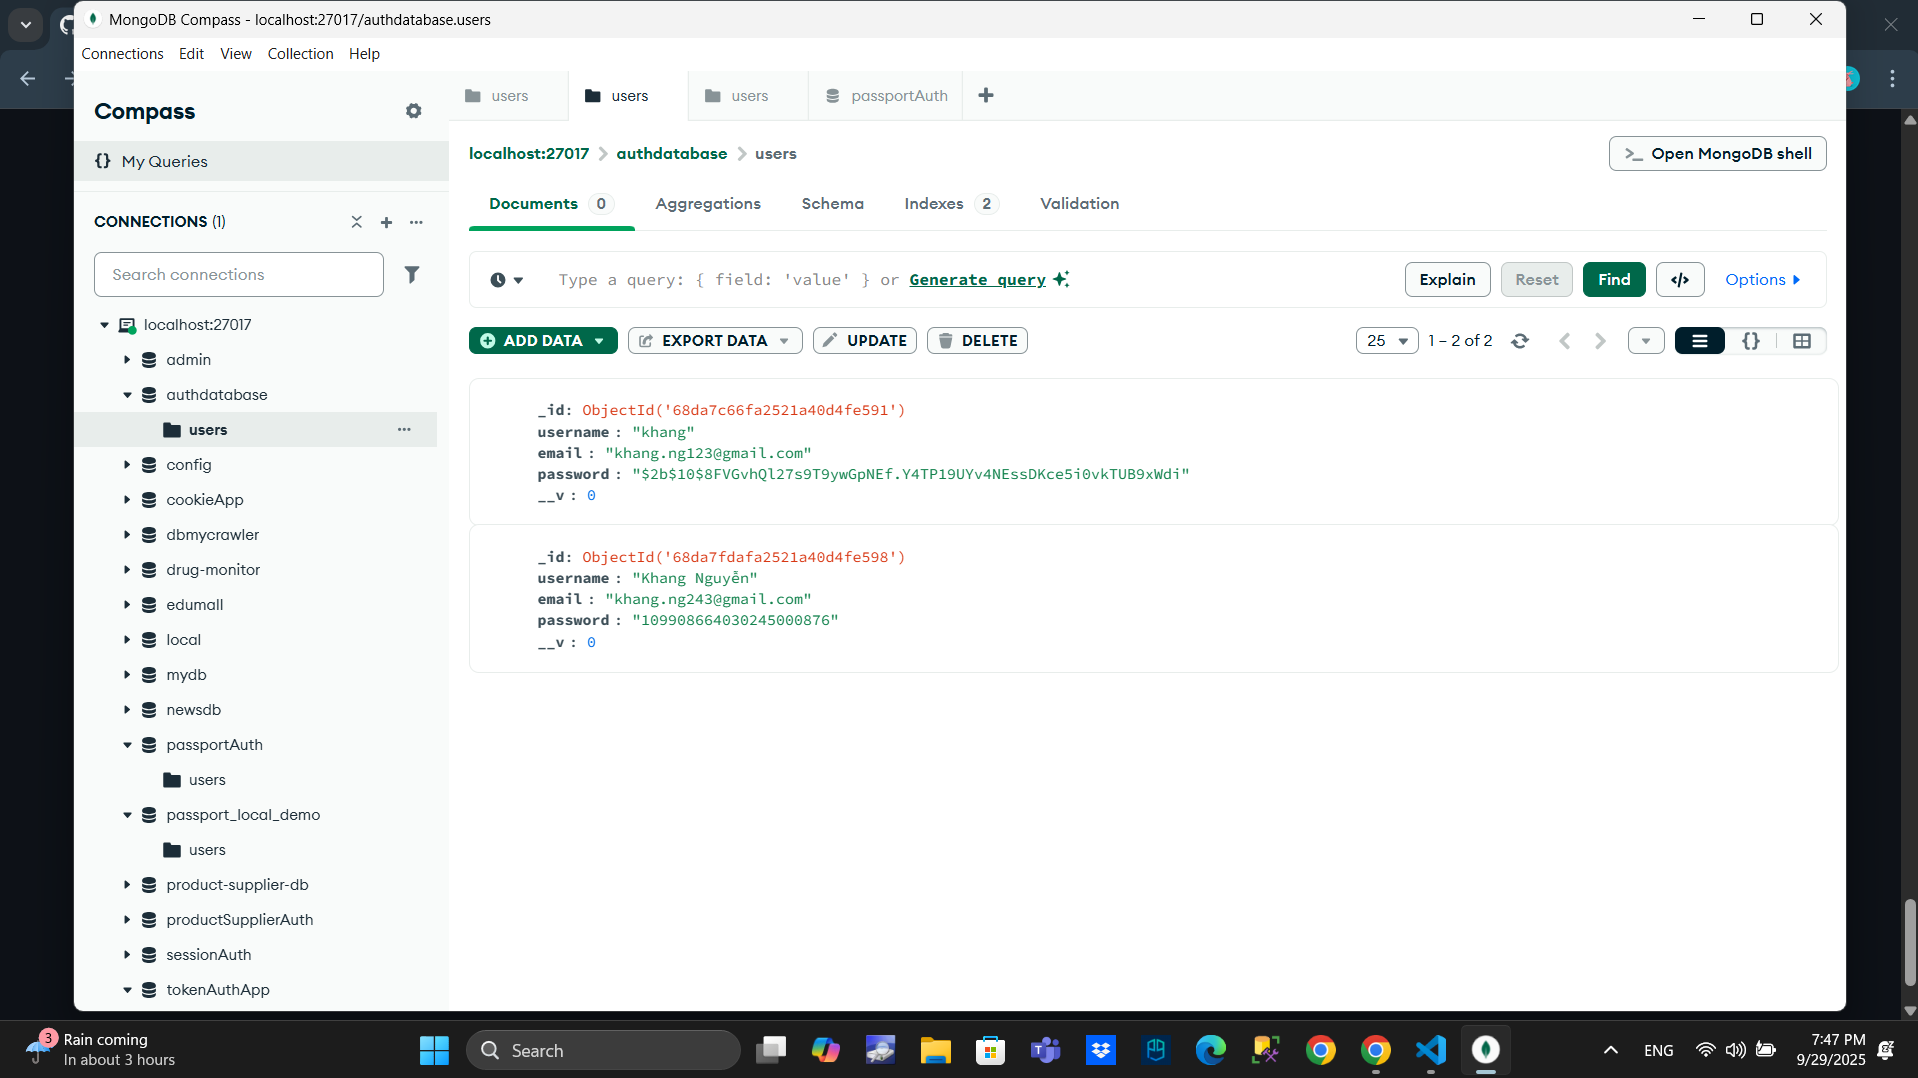 MongoDB Compass - localhost:27017/authdatabase.users
Connections Edit View Collection Help
Compass
My Queries
CONNECTIONS (1)
Search connections
localhost:27017
admin
authdatabase
users
config
cookieApp
dbmycrawler
drug-monitor
edumall
local
mydb
newsdb
passportAuth
users
passport_local_demo
users
product-supplier-db
productSupplierAuth
sessionAuth
tokenAuthApp
users users users passportAuth
localhost:27017 > authdatabase > users
>_ Open MongoDB shell
Documents 0 Aggregations Schema Indexes 2 Validation
Type a query: { field: 'value' } or Generate query
Explain Reset Find </> Options
ADD DATA EXPORT DATA UPDATE DELETE
25 1 – 2 of 2 {}
_id: ObjectId('68da7c66fa2521a40d4fe591')
username : "khang"
email : "khang.ng123@gmail.com"
password : "$2b$10$8FVGvhQl27s9T9ywGpNEf.Y4TP19UYv4NEssDKce5i0vkTUB9xWdi"
__v : 0
_id: ObjectId('68da7fdafa2521a40d4fe598')
username : "Khang Nguyễn"
email : "khang.ng243@gmail.com"
password : "109908664030245000876"
__v : 0
3
Rain coming
In about 3 hours
Search
ENG
7:47 PM
9/29/2025